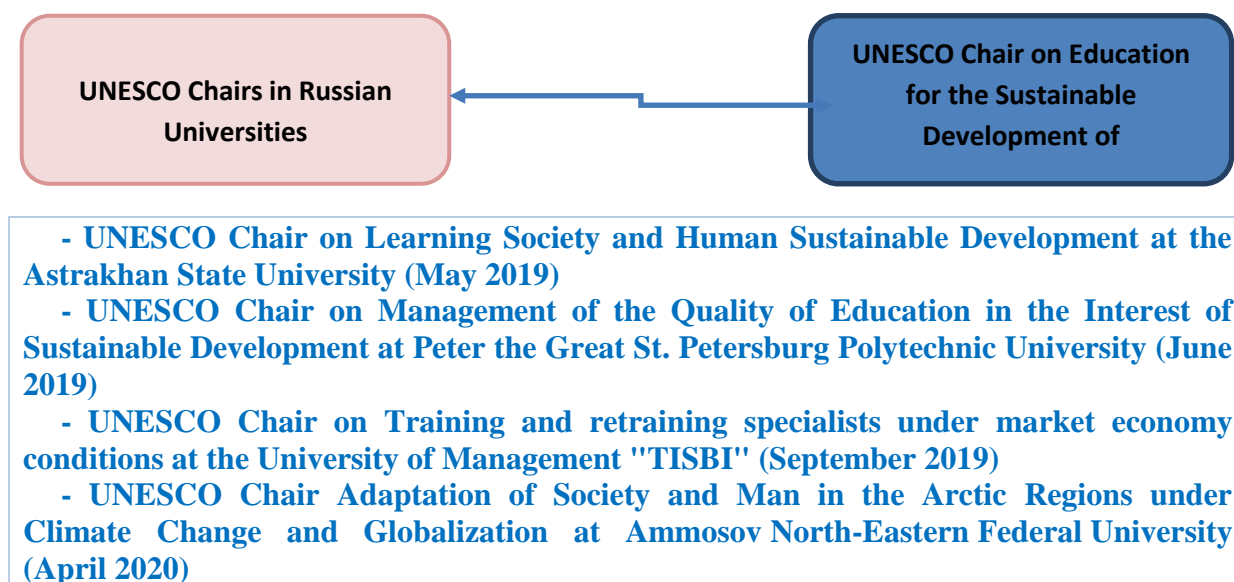 UNESCO Chairs in Russian
Universities
UNESCO Chair on Education
for the Sustainable
Development of
- UNESCO Chair on Learning Society and Human Sustainable Development at the
Astrakhan State University (May 2019)
- UNESCO Chair on Management of the Quality of Education in the Interest of
Sustainable Development at Peter the Great St. Petersburg Polytechnic University (June
2019)
- UNESCO Chair on Training and retraining specialists under market economy
conditions at the University of Management "TISBI" (September 2019)
- UNESCO Chair Adaptation of Society and Man in the Arctic Regions under
Climate Change and Globalization at Ammosov North-Eastern Federal University
(April 2020)